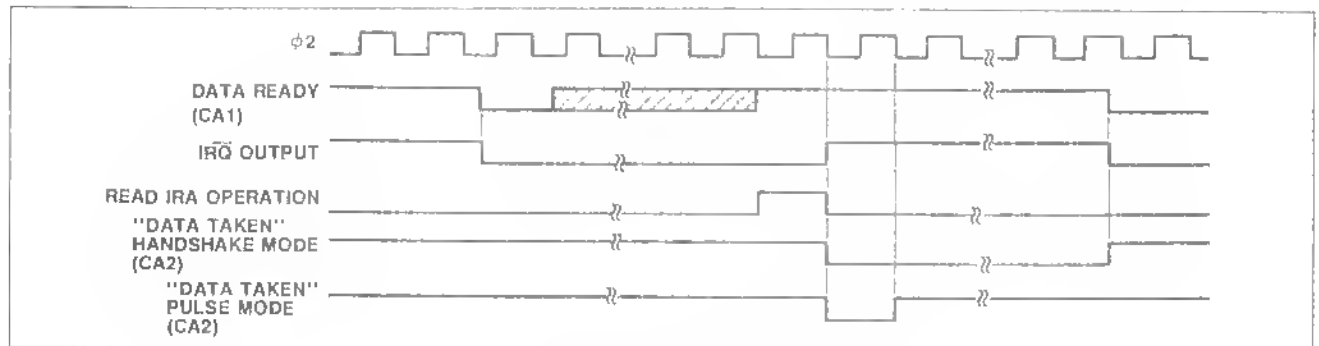 φ2
DATA READY
(CA1)
IRQ OUTPUT
READ IRA OPERATION
"DATA TAKEN"
HANDSHAKE MODE
(CA2)
"DATA TAKEN"
PULSE MODE
(CA2)